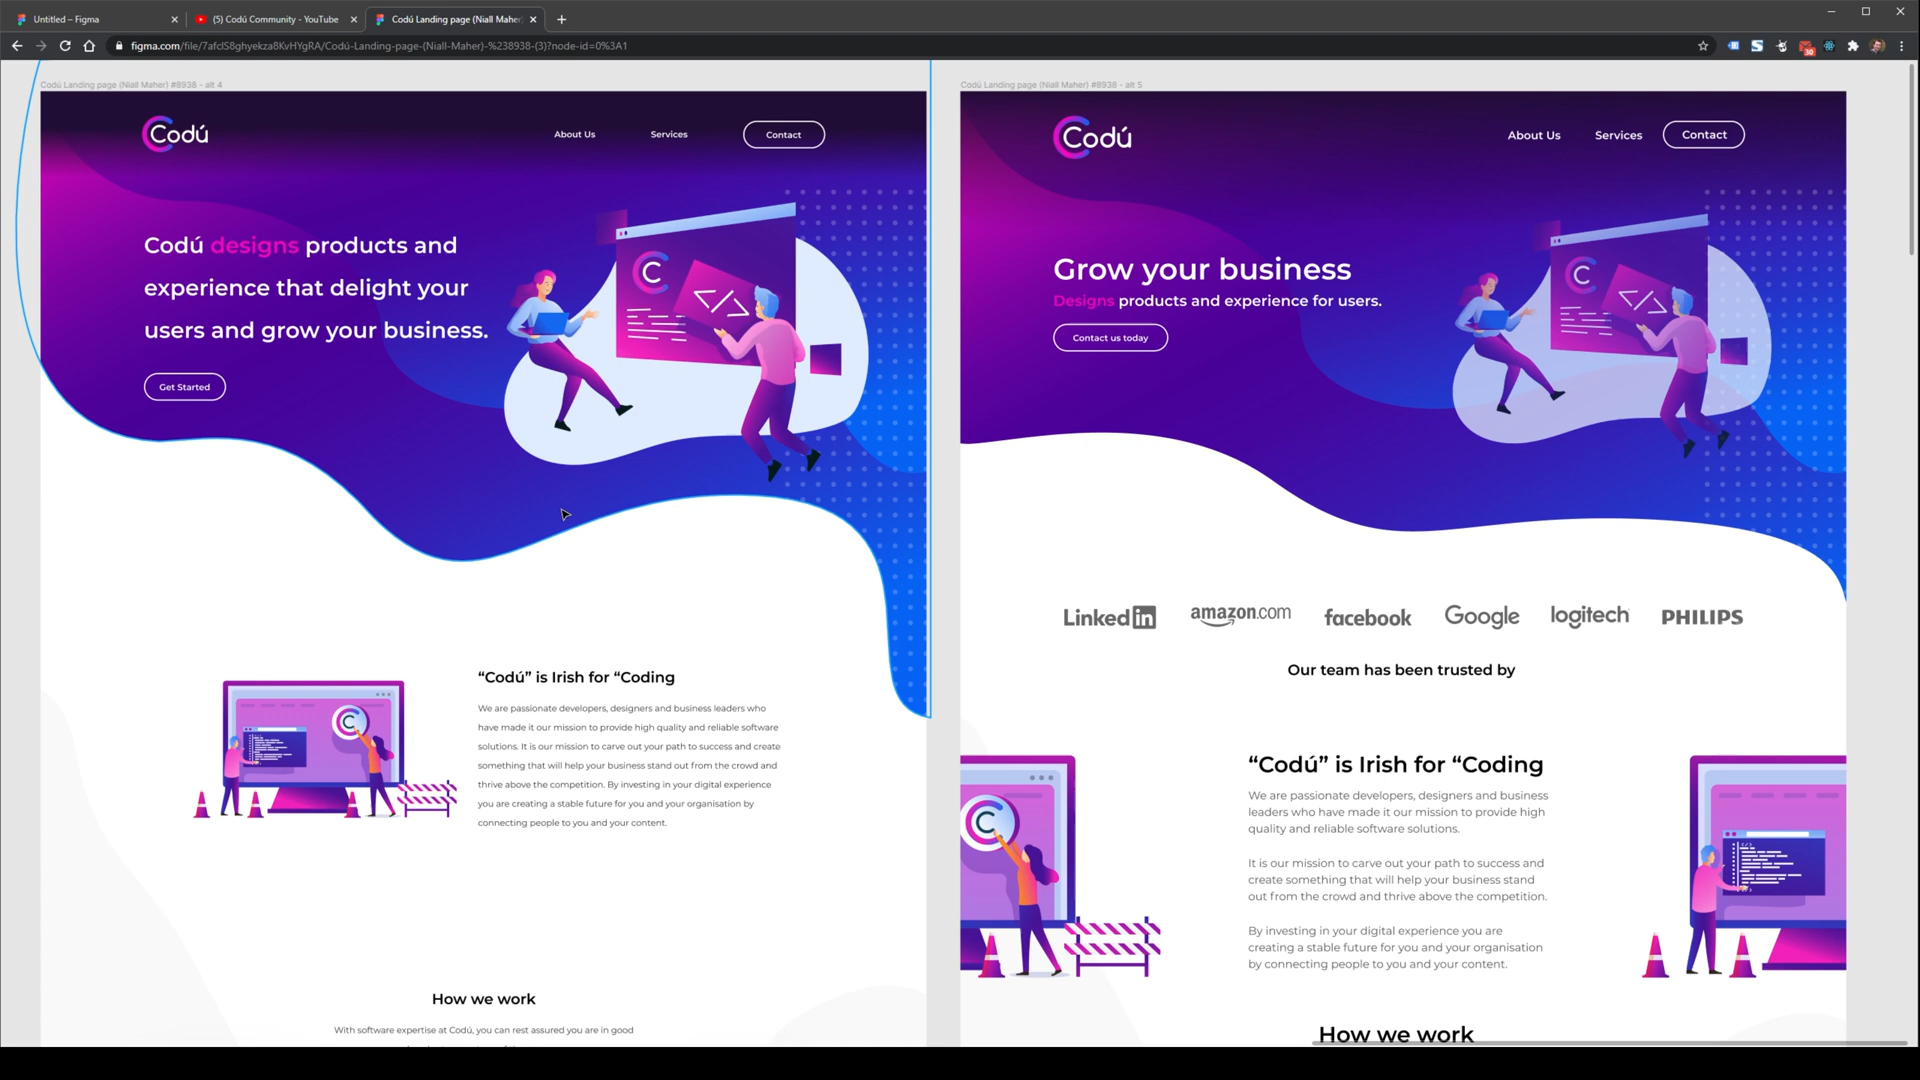 Untitled – Figma
(5) Codú Community - YouTube
Codú Landing page (Niall Maher
figma.com/file/7afclS8ghyekza8KvHYgRA/Codú-Landing-page-(Niall-Maher)-%238938-(3)?node-id=0%3A1
30
Codú Landing page (Niall Maher) #8938 - alt 4
Codú
About Us
Services
Contact
Codú designs products and
experience that delight your
users and grow your business.
Get Started
C
</>
“Codú” is Irish for “Coding
We are passionate developers, designers and business leaders who
have made it our mission to provide high quality and reliable software
solutions. It is our mission to carve out your path to success and create
something that will help your business stand out from the crowd and
thrive above the competition. By investing in your digital experience
you are creating a stable future for you and your organisation by
connecting people to you and your content.
C
How we work
With software expertise at Codú, you can rest assured you are in good
Codú Landing page (Niall Maher) #8938 - alt 5
Codú
About Us
Services
Contact
Grow your business
Designs products and experience for users.
Contact us today
C
</>
Linkedin
amazon.com
facebook
Google
logitech
PHILIPS
Our team has been trusted by
“Codú” is Irish for “Coding
We are passionate developers, designers and business
leaders who have made it our mission to provide high
quality and reliable software solutions.
It is our mission to carve out your path to success and
create something that will help your business stand
out from the crowd and thrive above the competition.
By investing in your digital experience you are
creating a stable future for you and your organisation
by connecting people to you and your content.
C
How we work